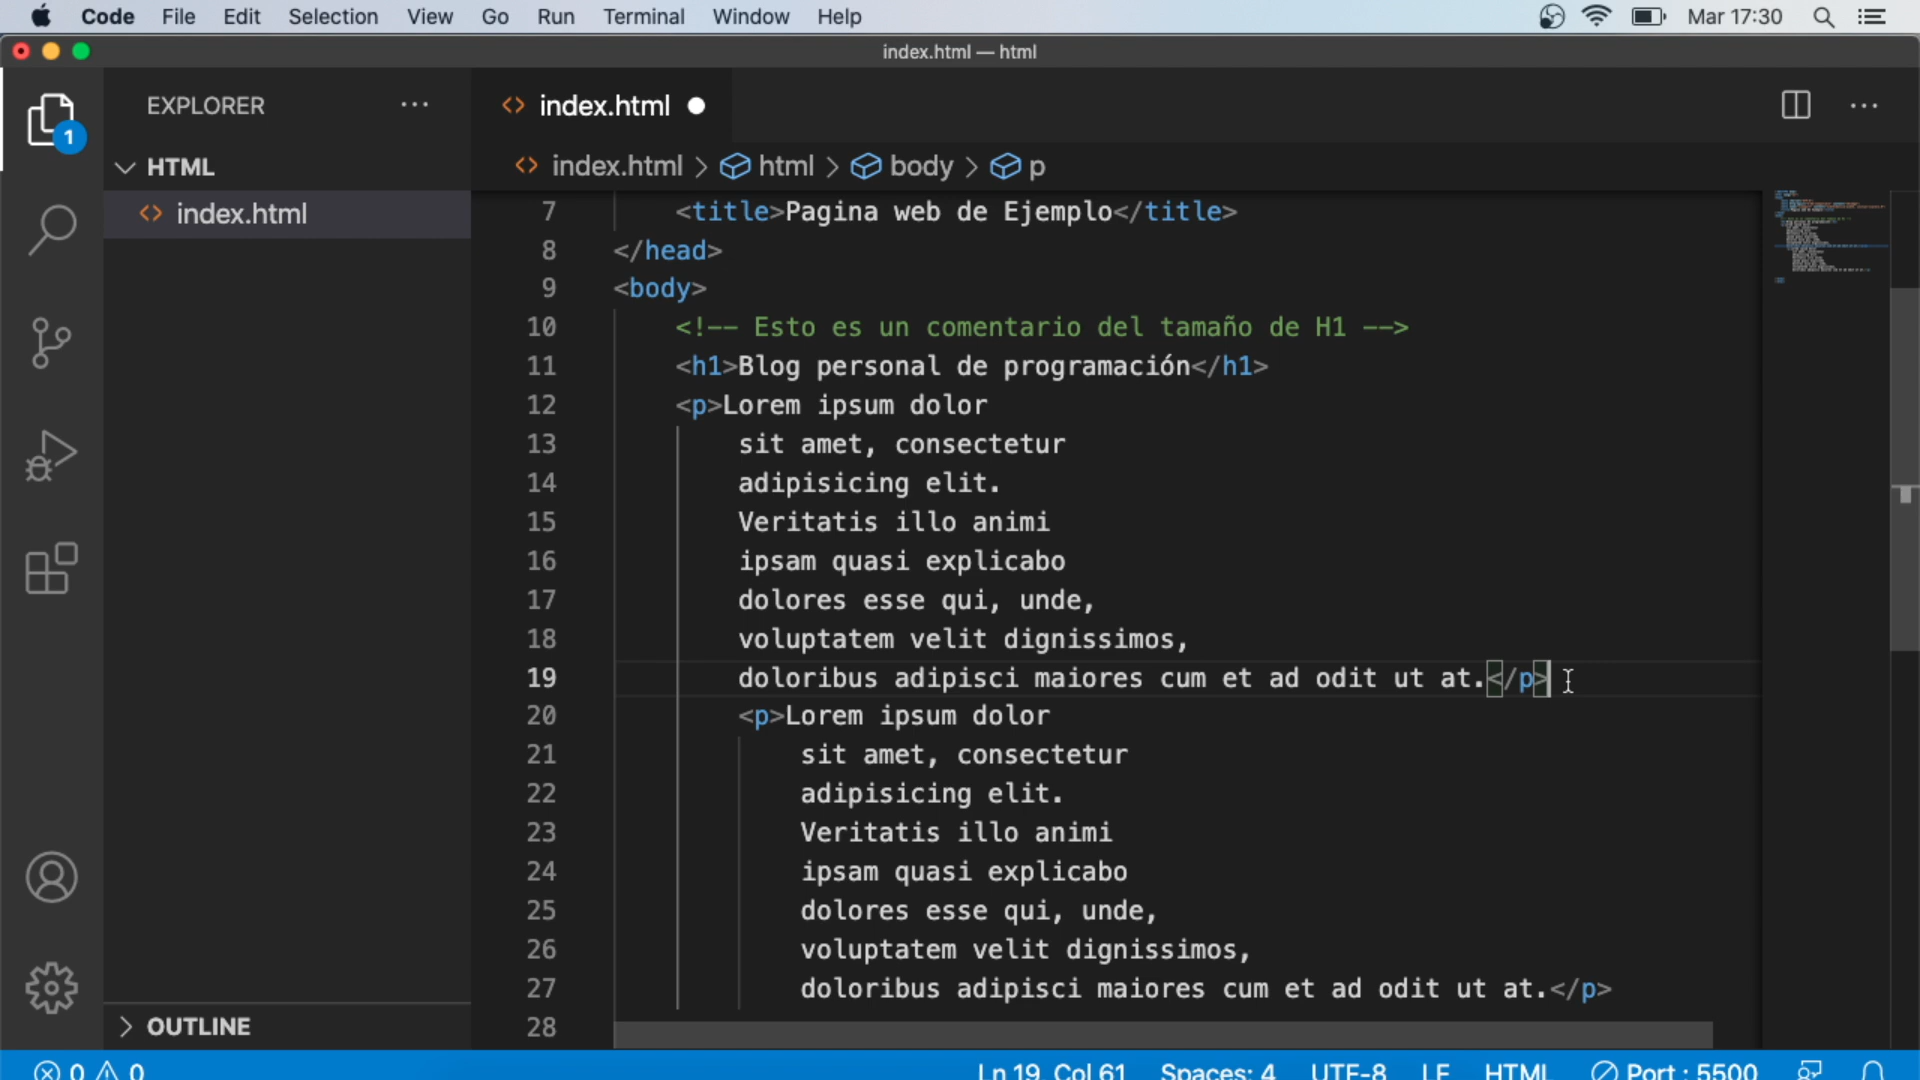 Code File Edit Selection View Go Run Terminal Window Help Mar 17:30
index.html — html
EXPLORER ···
index.html
1
HTML
index.html > html > body > p
index.html
7 <title>Pagina web de Ejemplo</title>
8 </head>
9 <body>
10 <!-- Esto es un comentario del tamaño de H1 -->
11 <h1>Blog personal de programación</h1>
12 <p>Lorem ipsum dolor
13 sit amet, consectetur
14 adipisicing elit.
15 Veritatis illo animi
16 ipsam quasi explicabo
17 dolores esse qui, unde,
18 voluptatem velit dignissimos,
19 doloribus adipisci maiores cum et ad odit ut at.</p>
20 <p>Lorem ipsum dolor
21 sit amet, consectetur
22 adipisicing elit.
23 Veritatis illo animi
24 ipsam quasi explicabo
25 dolores esse qui, unde,
26 voluptatem velit dignissimos,
27 doloribus adipisci maiores cum et ad odit ut at.</p>
28
OUTLINE
0 0 Ln 19, Col 61 Spaces: 4 UTF-8 LF HTML Port : 5500